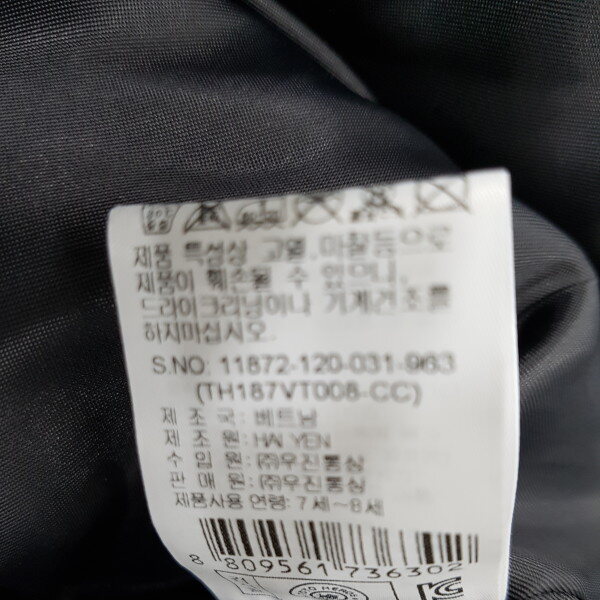 제품 특성상 고열,마찰등으로
제품이 훼손될 수 있으니,
드라이크리닝이나 기계건조를
하지마십시오.
S.NO: 11872-120-031-963
(TH187VT008-CC)
제 조 국 : 베트남
제 조 원 : HAI YEN
수 입 원 : (주)우진통상
판 매 원 : (주)우진통상
제품사용 연령: 7세~8세
8 809561 736302